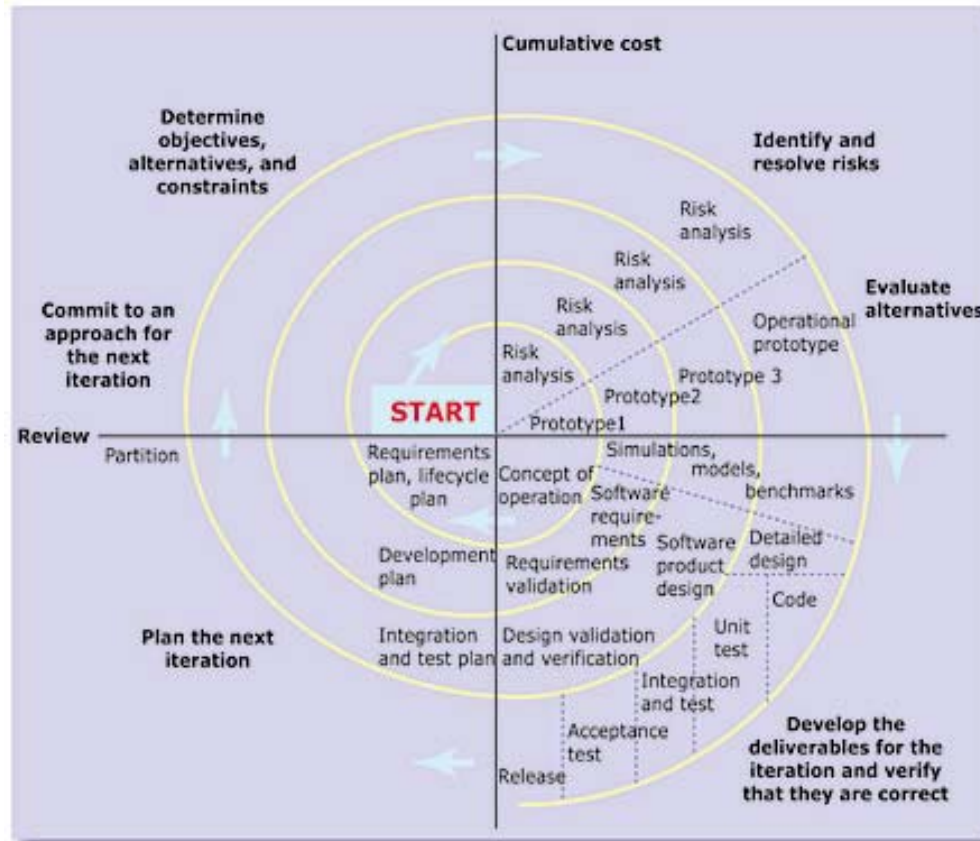 Cumulative cost
Determine
objectives,
alternatives, and
constraints
Identify and
resolve risks
Risk
analysis
Risk
analysis
Risk
analysis
Risk
analysis
Evaluate
alternatives
Commit to an
approach for
the next
iteration
Operational
prototype
Prototype 3
Prototype2
Prototype1
START
Review
Partition
Requirements
plan, lifecycle
plan
Concept of
operation
Simulations,
models,
benchmarks
Software
require-
ments
Software
product
design
Detailed
design
Development
plan
Requirements
validation
Code
Unit
test
Plan the next
iteration
Integration
and test plan
Design validation
and verification
Integration
and test
Acceptance
test
Release
Develop the
deliverables for the
iteration and verify
that they are correct